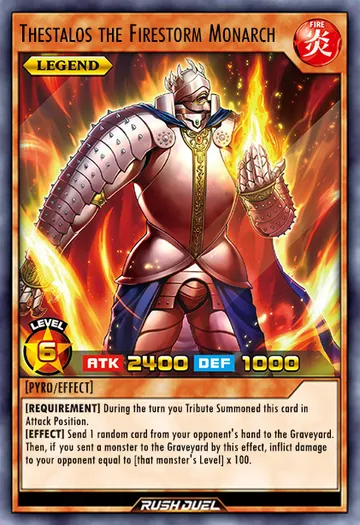 Thestalos the Firestorm Monarch
FIRE
炎
LEGEND
LEVEL
6
ATK 2400 DEF 1000
[PYRO/EFFECT]
[REQUIREMENT] During the turn you Tribute Summoned this card in
Attack Position.
[EFFECT] Send 1 random card from your opponent's hand to the Graveyard.
Then, if you sent a monster to the Graveyard by this effect, inflict damage
to your opponent equal to [that monster's Level] x 100.
RUSH DUEL